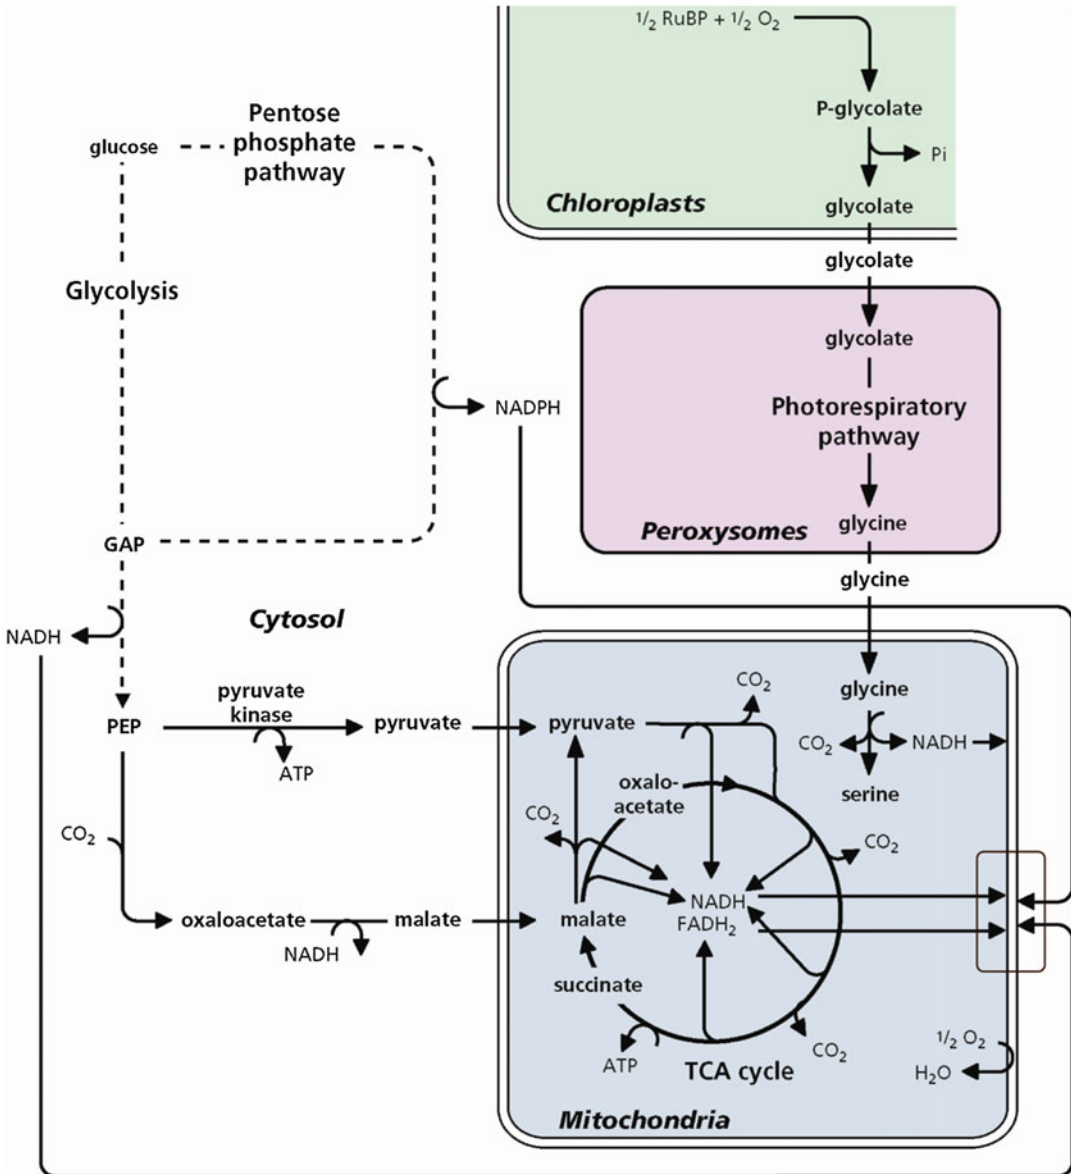 ½ RuBP + ½ O₂
P-glycolate
Pi
glycolate
Chloroplasts
glycolate
glucose
Pentose
phosphate
pathway
Glycolysis
glycolate
Photorespiratory
pathway
NADPH
glycine
Peroxysomes
GAP
glycine
Cytosol
NADH
glycine
CO₂
NADH
serine
PEP
pyruvate
kinase
ATP
pyruvate
pyruvate
CO₂
oxalo-
acetate
CO₂
CO₂
CO₂
oxaloacetate
NADH
malate
malate
NADH
FADH₂
succinate
ATP
CO₂
TCA cycle
½ O₂
H₂O
Mitochondria